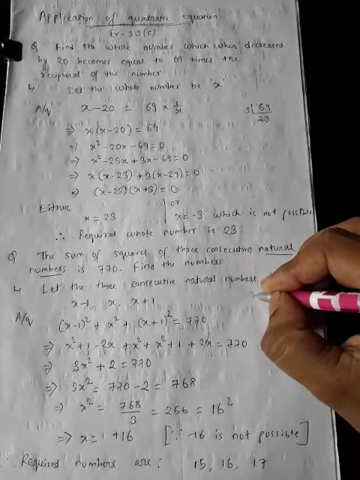 Application of quadratic equation
Ex-3.3(C)
Q Find the whole number which when decreased
by 20 becomes equal to 69 times the
reciprocal of the number
Let the whole number be 'x'
A/q x-20 = 69 × 1/x
⇒ x(x-20) = 69
⇒ x²-20x-69=0
⇒ x²-23x+3x-69=0
⇒ x(x-23)+3(x-23)=0
⇒ (x-23)(x+3)=0
3|69
23
Either | or
x=23 | x=-3 which is not possible
∴ Required whole number is 23
Q The sum of squares of three consecutive natural
numbers is 770. Find the numbers
Let the three consecutive natural numbers
x-1, x, x+1
A/q (x-1)²+x²+(x+1)²=770
⇒ x²+1-2x+x²+x²+1+2x=770
⇒ 3x²+2=770
⇒ 3x²=770-2=768
⇒ x²=768/3=256=16²
⇒ x=+16 [∵-16 is not possible]
∴ Required numbers are: 15, 16, 17